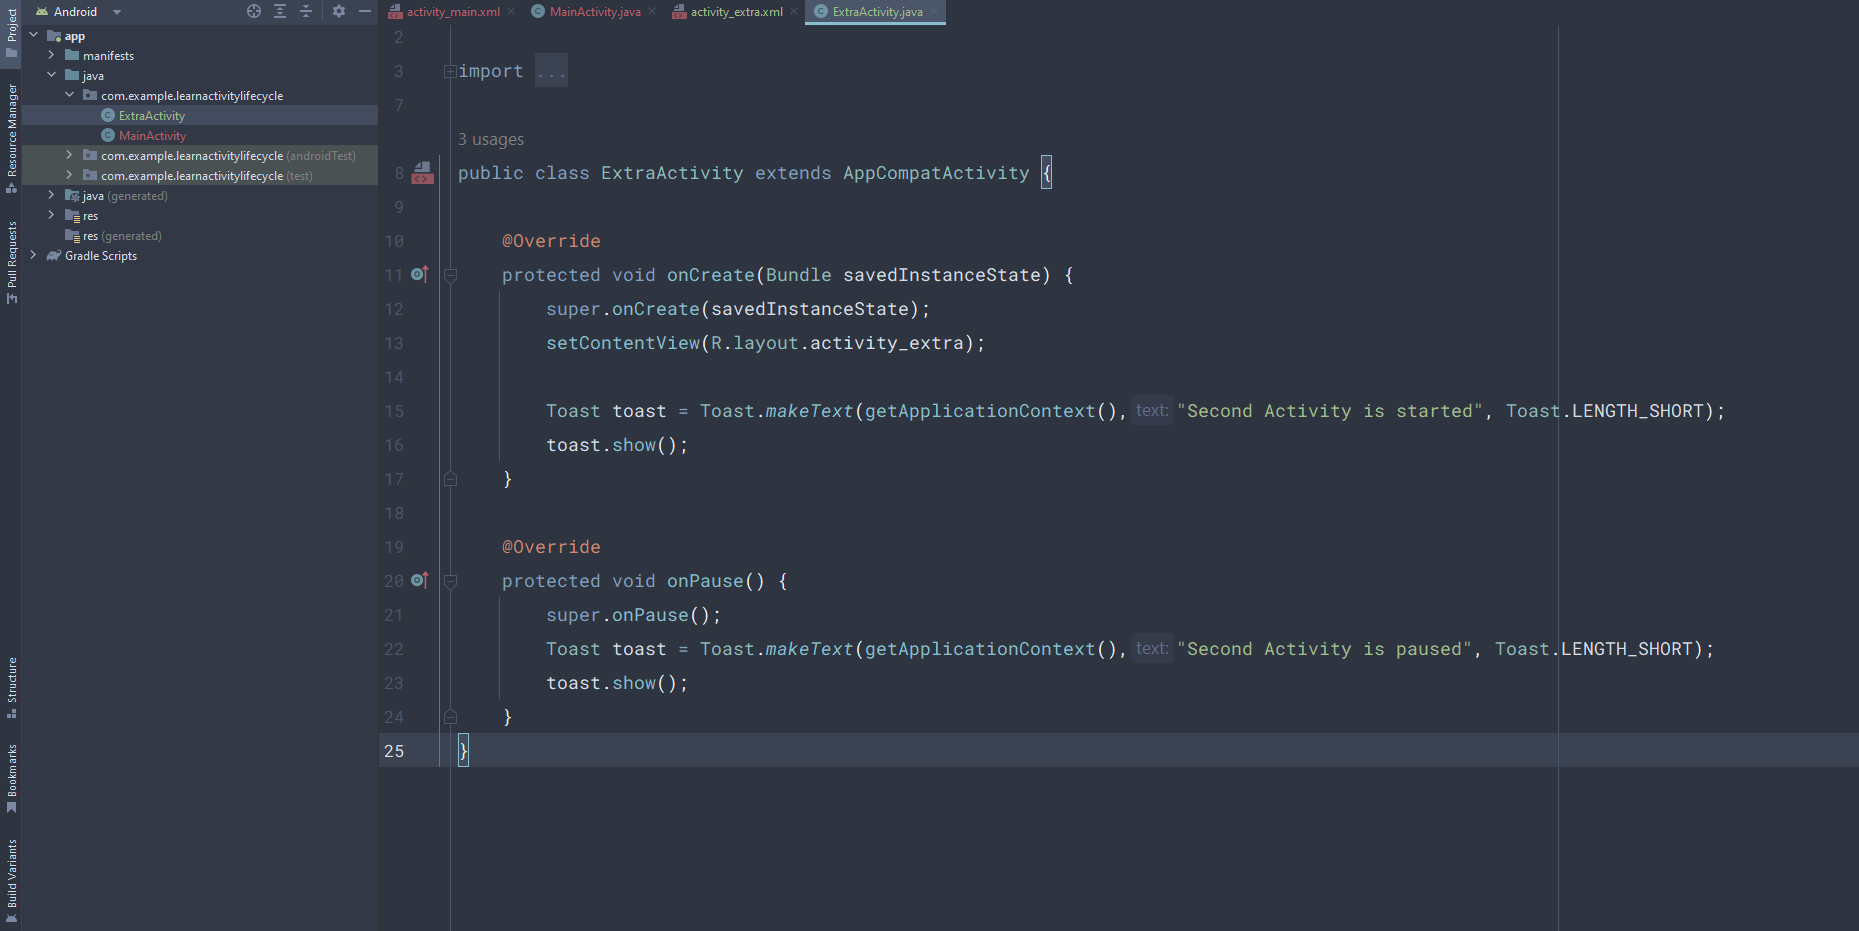 Android
activity_main.xml
MainActivity.java
activity_extra.xml
ExtraActivity.java
Project
Resource Manager
Pull Requests
Structure
Bookmarks
Build Variants
app
manifests
java
com.example.learnactivitylifecycle
ExtraActivity
MainActivity
com.example.learnactivitylifecycle (androidTest)
com.example.learnactivitylifecycle (test)
java (generated)
res
res (generated)
Gradle Scripts
2
3 import ...
7
3 usages
8 public class ExtraActivity extends AppCompatActivity {
9
10 @Override
11 protected void onCreate(Bundle savedInstanceState) {
12 super.onCreate(savedInstanceState);
13 setContentView(R.layout.activity_extra);
14
15 Toast toast = Toast.makeText(getApplicationContext(), text: "Second Activity is started", Toast.LENGTH_SHORT);
16 toast.show();
17 }
18
19 @Override
20 protected void onPause() {
21 super.onPause();
22 Toast toast = Toast.makeText(getApplicationContext(), text: "Second Activity is paused", Toast.LENGTH_SHORT);
23 toast.show();
24 }
25 }